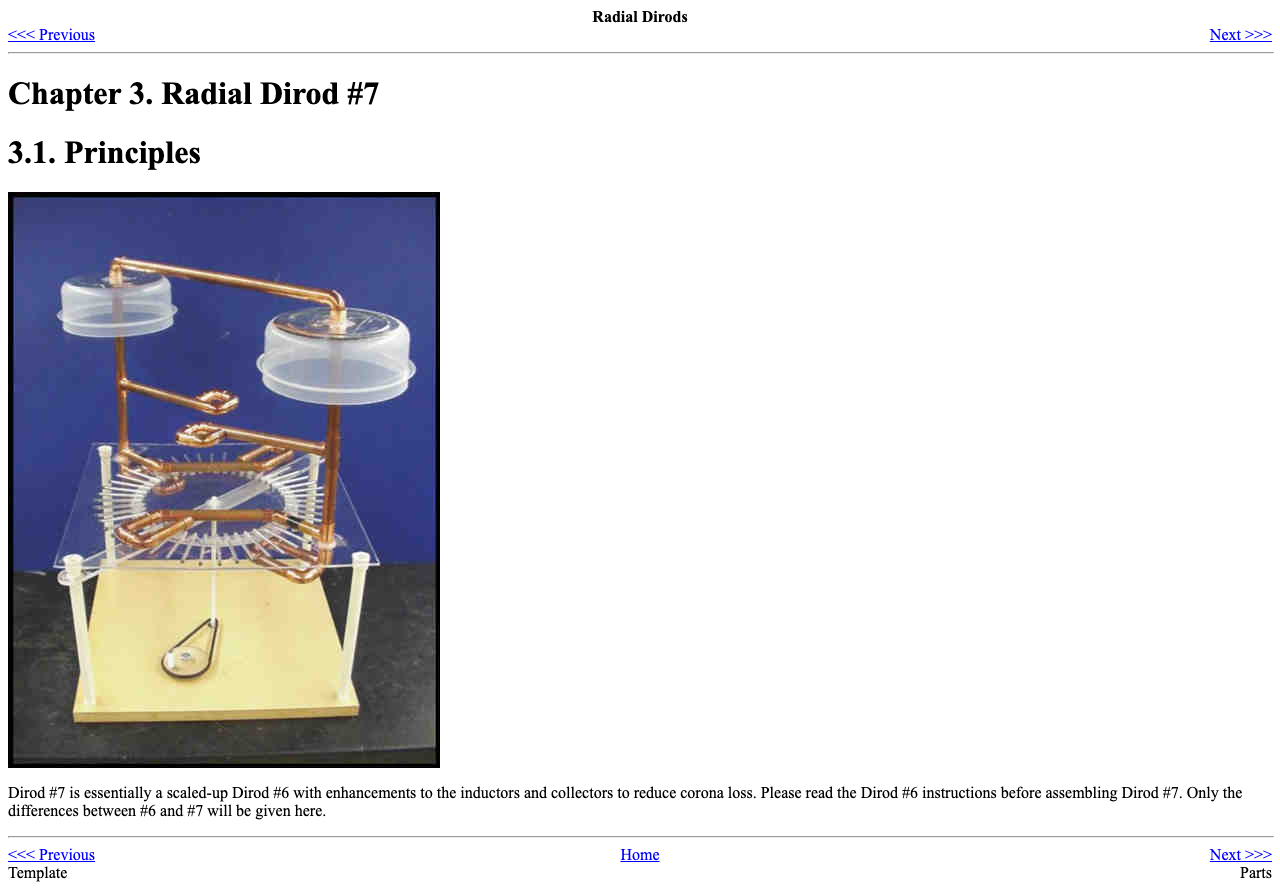 Radial Dirods
<<< Previous Next >>>
Chapter 3. Radial Dirod #7
3.1. Principles
Dirod #7 is essentially a scaled-up Dirod #6 with enhancements to the inductors and collectors to reduce corona loss. Please read the Dirod #6 instructions before assembling Dirod #7. Only the
differences between #6 and #7 will be given here.
<<< Previous Home Next >>>
Template Parts